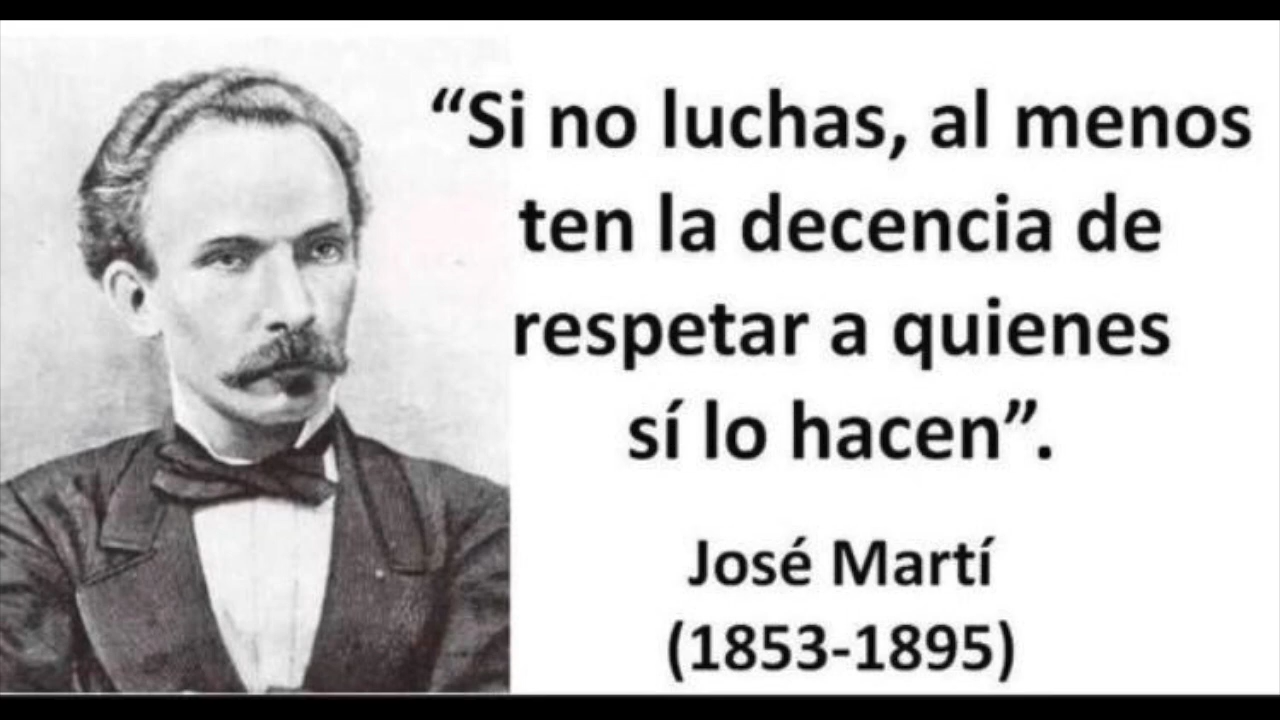 “Si no luchas, al menos
ten la decencia de
respetar a quienes
sí lo hacen”.
José Martí
(1853-1895)